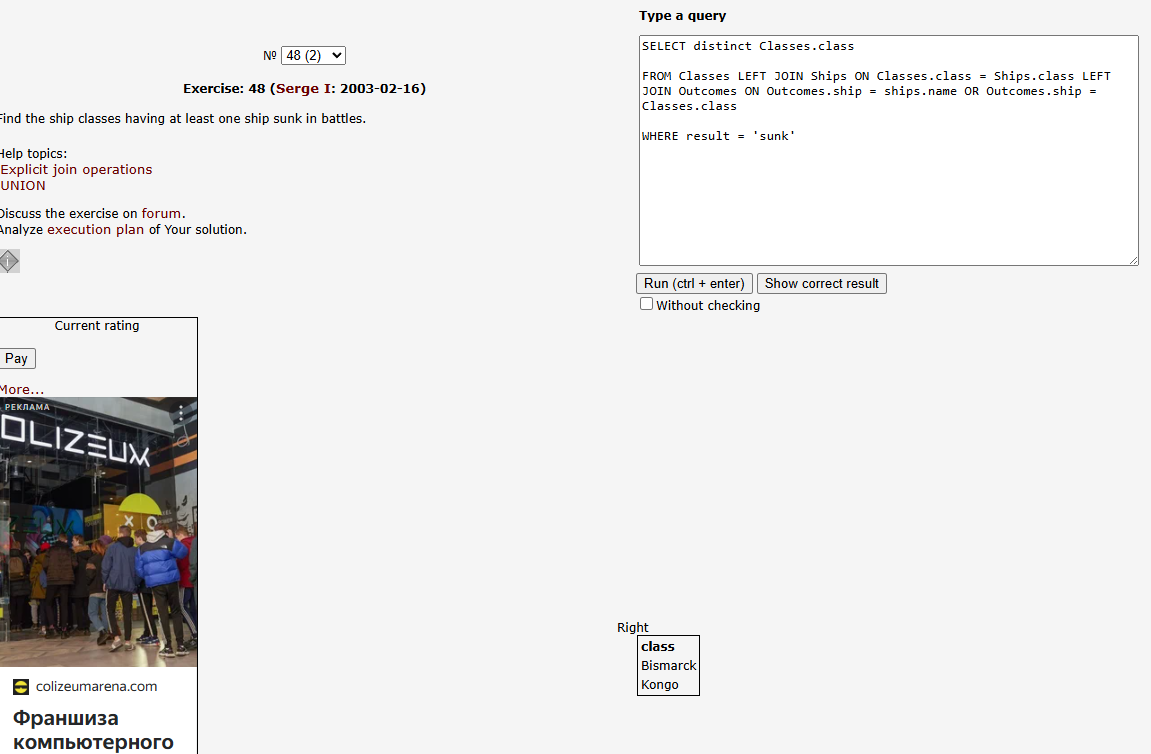 Type a query
№ 48 (2)
Exercise: 48 (Serge I: 2003-02-16)
Find the ship classes having at least one ship sunk in battles.
Help topics:
Explicit join operations
UNION
Discuss the exercise on forum.
Analyze execution plan of Your solution.
SELECT distinct Classes.class
FROM Classes LEFT JOIN Ships ON Classes.class = Ships.class LEFT
JOIN Outcomes ON Outcomes.ship = ships.name OR Outcomes.ship =
Classes.class
WHERE result = 'sunk'
Run (ctrl + enter) Show correct result
Without checking
Current rating
Pay
More...
РЕКЛАМА
OLIZEUM
colizeumarena.com
Франшиза
компьютерного
Right
class
Bismarck
Kongo